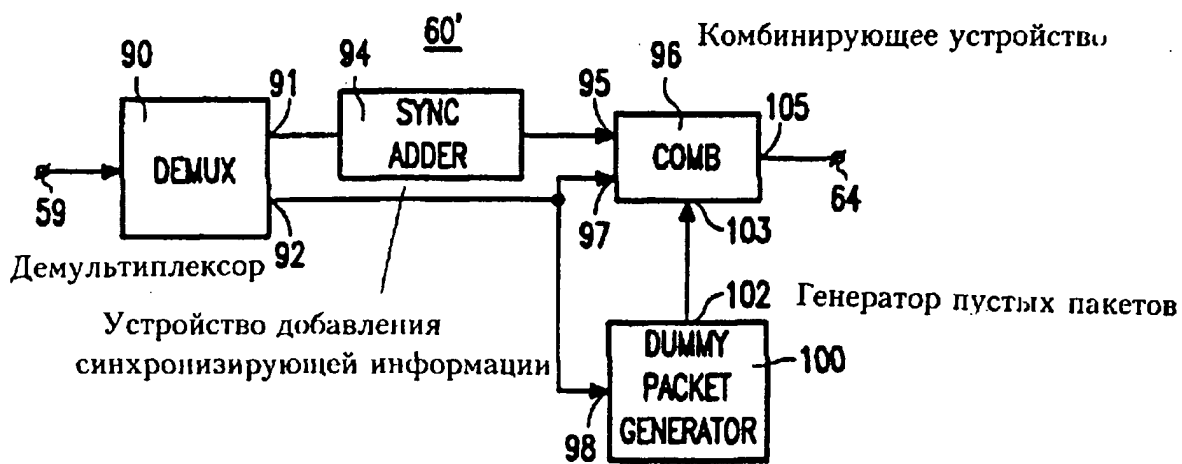 60'
Комбинирующее устройство
90
91
94
95
96
105
SYNC
ADDER
DEMUX
COMB
59
92
97
103
64
Демультиплексор
102
Генератор пустых пакетов
Устройство добавления
синхронизирующей информации
DUMMY
PACKET
GENERATOR
100
98